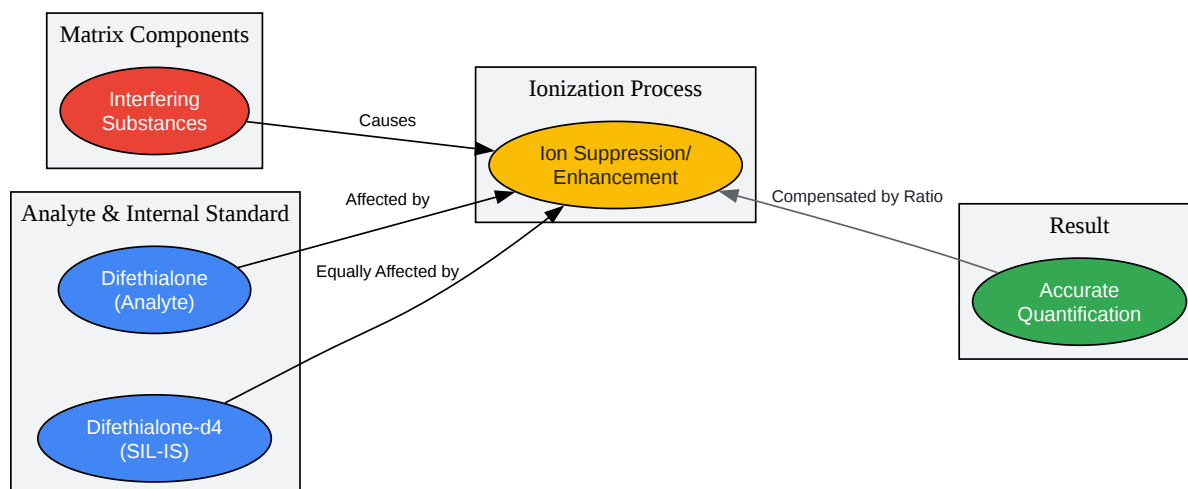 Matrix Components
Interfering
Substances
Causes
Ionization Process
Ion Suppression/
Enhancement
Analyte & Internal Standard
Difethialone
(Analyte)
Affected by
Equally Affected by
Difethialone-d4
(SIL-IS)
Compensated by Ratio
Result
Accurate
Quantification